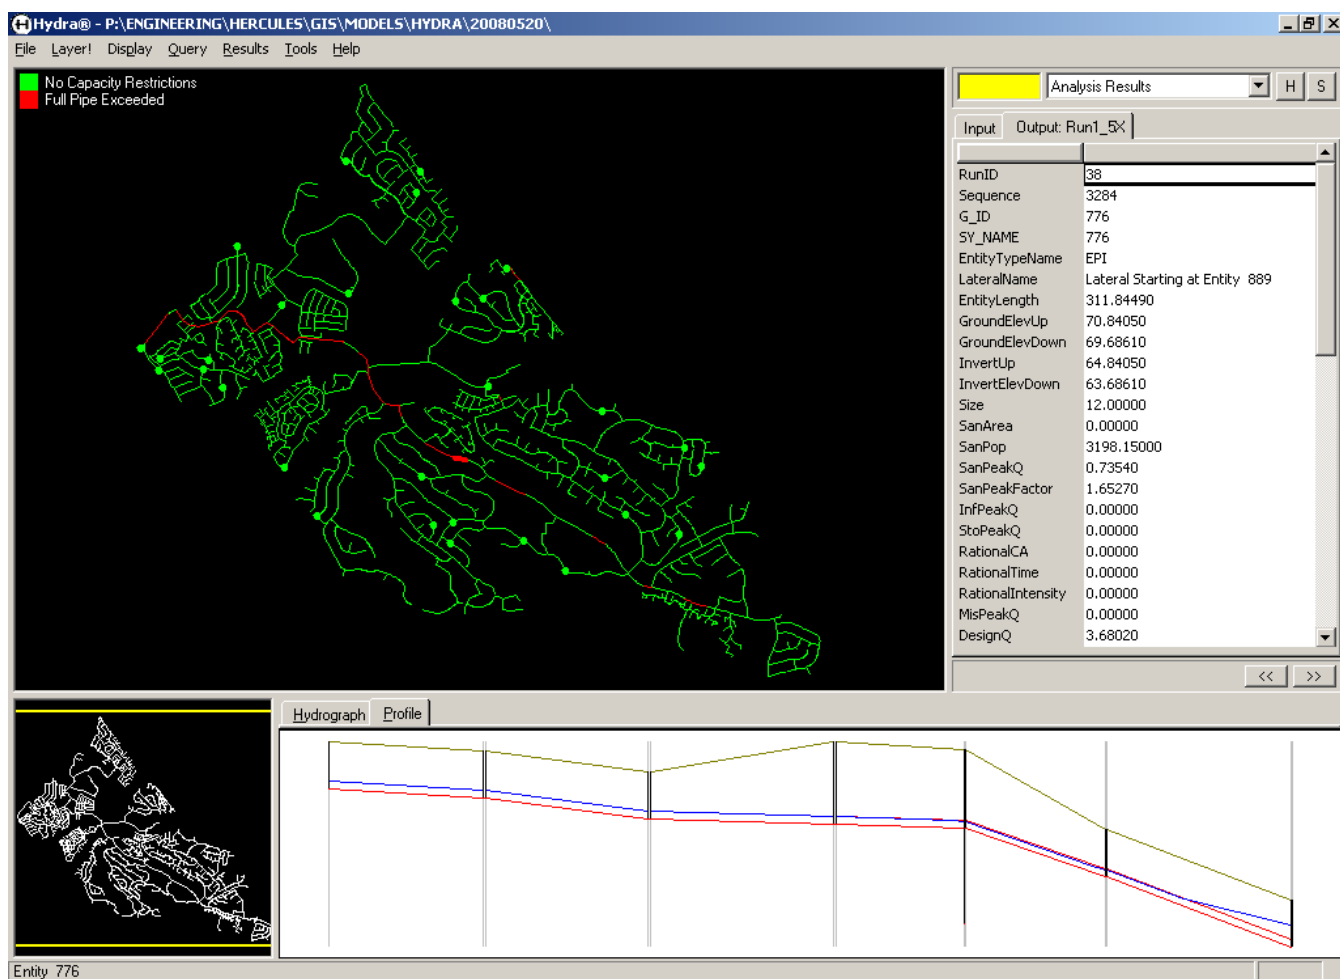 Hydra® - P:\ENGINEERING\HERCULES\GIS\MODELS\HYDRA\20080520\
File Layer! Display Query Results Tools Help
No Capacity Restrictions
Full Pipe Exceeded
Analysis Results H S
Input Output: Run1_5X
RunID 38
Sequence 3284
G_ID 776
SY_NAME 776
EntityTypeName EPI
LateralName Lateral Starting at Entity 889
EntityLength 311.84490
GroundElevUp 70.84050
GroundElevDown 69.68610
InvertUp 64.84050
InvertElevDown 63.68610
Size 12.00000
SanArea 0.00000
SanPop 3198.15000
SanPeakQ 0.73540
SanPeakFactor 1.65270
InfPeakQ 0.00000
StoPeakQ 0.00000
RationalCA 0.00000
RationalTime 0.00000
RationalIntensity 0.00000
MisPeakQ 0.00000
DesignQ 3.68020
<< >>
Hydrograph Profile
Entity 776